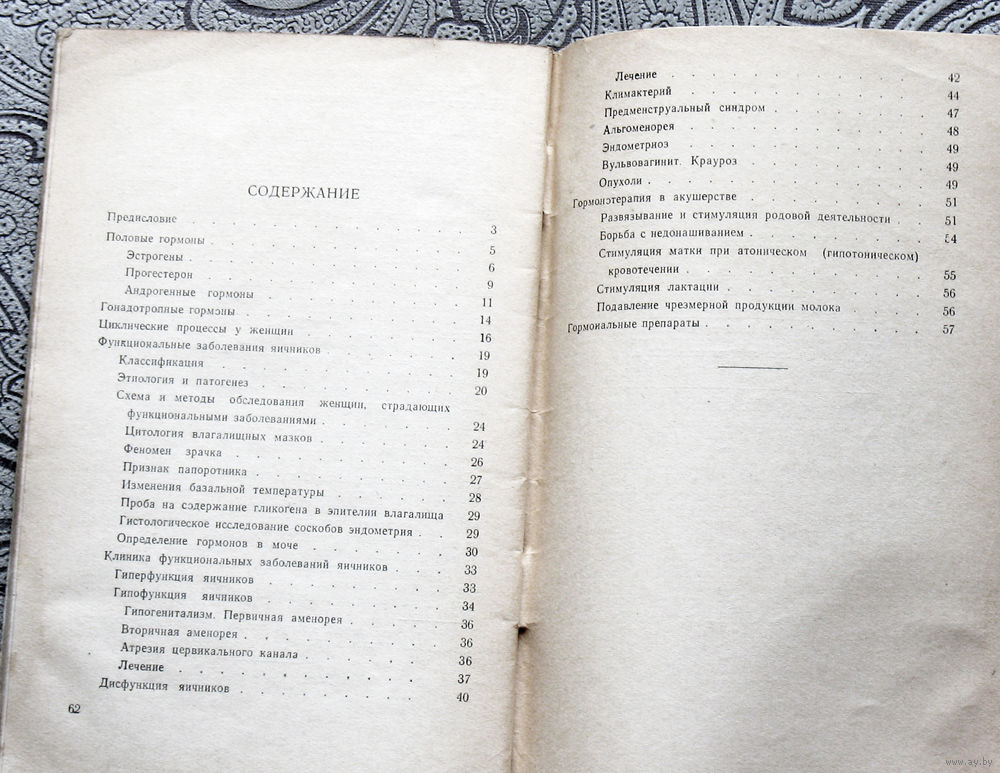 СОДЕРЖАНИЕ
Предисловие . . . . . . . . . . . . 3
Половые гормоны . . . . . . . . . . . . 5
Эстрогены . . . . . . . . . . . . 6
Прогестерон . . . . . . . . . . . . 9
Андрогенные гормоны . . . . . . . . . . 11
Гонадотропные гормоны . . . . . . . . . . 14
Циклические процессы у женщин . . . . . . . . 16
Функциональные заболевания яичников . . . . . . . 19
Классификация . . . . . . . . . . . 19
Этиология и патогенез . . . . . . . . . . 20
Схема и методы обследования женщин, страдающих
функциональными заболеваниями . . . . . . . 24
Цитология влагалищных мазков . . . . . . . 24
Феномен зрачка . . . . . . . . . . 26
Признак папоротника . . . . . . . . . 27
Изменения базальной температуры . . . . . . 28
Проба на содержание гликогена в эпителии влагалища 29
Гистологическое исследование соскобов эндометрия . . 29
Определение гормонов в моче . . . . . . . 30
Клиника функциональных заболеваний яичников . . . . 33
Гиперфункция яичников . . . . . . . . . 33
Гипофункция яичников . . . . . . . . . 34
Гипогенитализм. Первичная аменорея . . . . . 36
Вторичная аменорея . . . . . . . . . 36
Атрезия цервикального канала . . . . . . 36
Лечение . . . . . . . . . . . 37
Дисфункция яичников . . . . . . . . . 40
62
Лечение . . . . . . . . . . . 42
Климактерий . . . . . . . . . . . 44
Предменструальный синдром . . . . . . . . 47
Альгоменорея . . . . . . . . . . . 48
Эндометриоз . . . . . . . . . . . 49
Вульвовагинит. Крауроз . . . . . . . . . 49
Опухоли . . . . . . . . . . . . 49
Гормонотерапия в акушерстве . . . . . . . . 51
Развязывание и стимуляция родовой деятельности . . 51
Борьба с недонашиванием . . . . . . . . 54
Стимуляция матки при атоническом (гипотоническом)
кровотечении . . . . . . . . . . 55
Стимуляция лактации . . . . . . . . . 56
Подавление чрезмерной продукции молока . . . . 56
Гормональные препараты . . . . . . . . . 57
www.ay.by